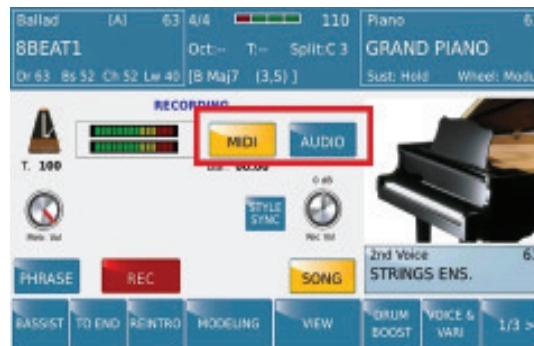 Ballad [A] 63 4/4 110 Piano
8BEAT1 Oct:-- T:-- Split:C 3 GRAND PIANO
Dr 63 Bs 52 Ch 52 Lw 40 [B Maj7 (3,5) ] Sust: Hold Wheel: Modu
RECORDING
MIDI AUDIO
T. 100
0 dB
STYLE
SYNC
2nd Voice
PHRASE REC SONG STRINGS ENS.
BASSIST TO END REINTRO MODELING VIEW DRUM
BOOST VOICE &
VARI 1/3 >